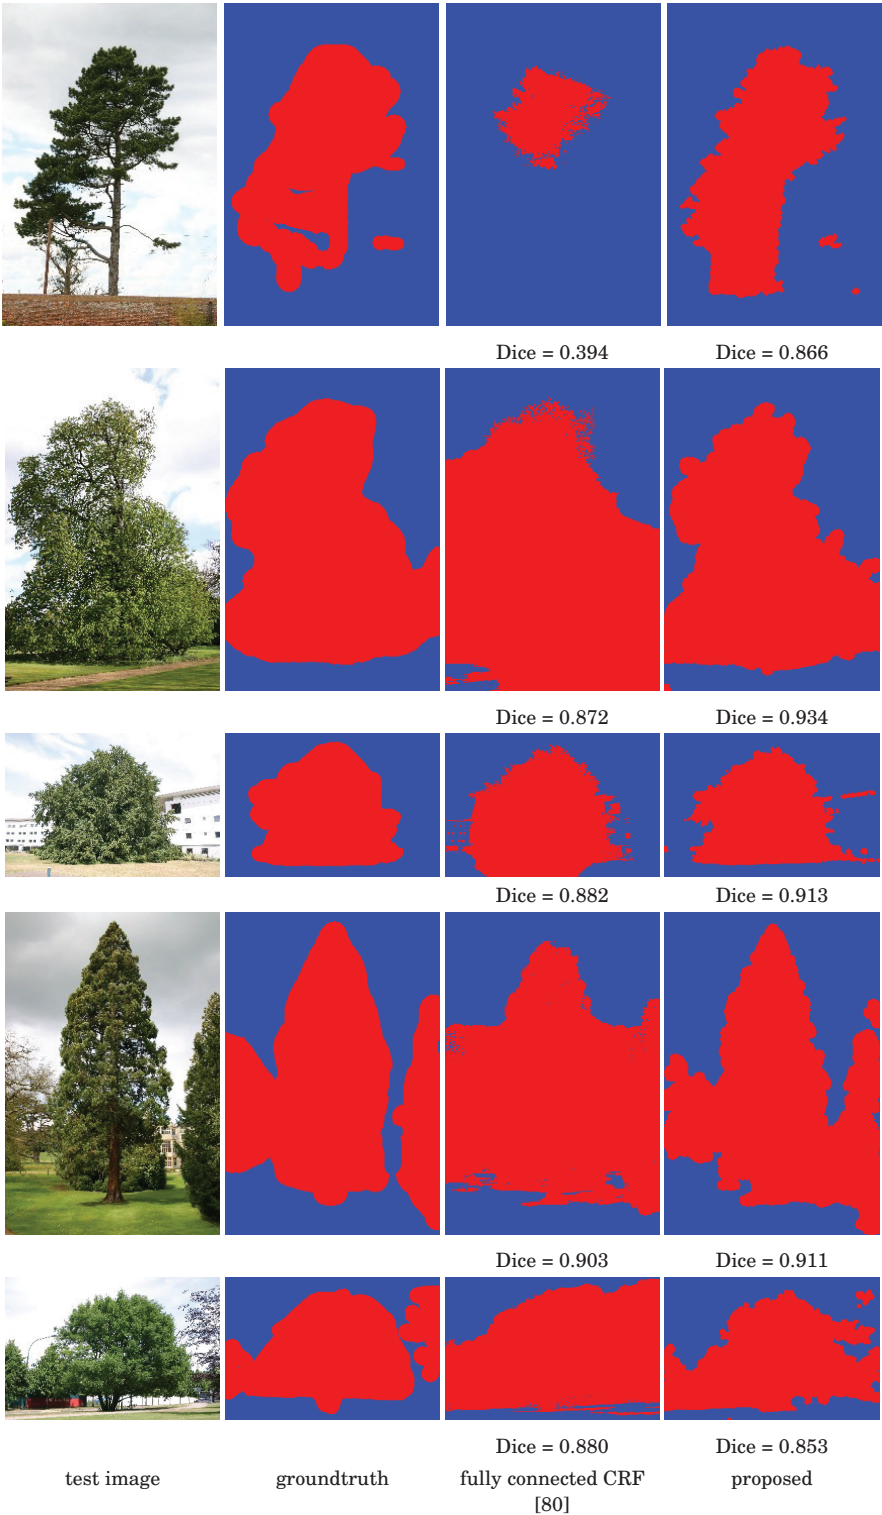 Dice = 0.394 Dice = 0.866
Dice = 0.872 Dice = 0.934
Dice = 0.882 Dice = 0.913
Dice = 0.903 Dice = 0.911
Dice = 0.880 Dice = 0.853
test image groundtruth fully connected CRF proposed
[80]